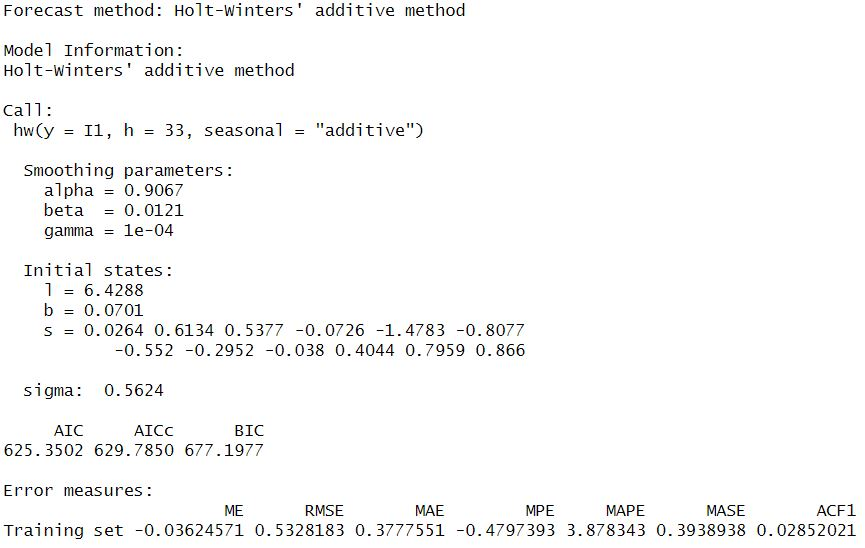 Forecast method: Holt-Winters' additive method
Model Information:
Holt-Winters' additive method
Call:
hw(y = I1, h = 33, seasonal = "additive")
Smoothing parameters:
alpha = 0.9067
beta  = 0.0121
gamma = 1e-04
Initial states:
l = 6.4288
b = 0.0701
s = 0.0264 0.6134 0.5377 -0.0726 -1.4783 -0.8077
-0.552 -0.2952 -0.038 0.4044 0.7959 0.866
sigma:  0.5624
AIC AICc BIC
625.3502 629.7850 677.1977
Error measures:
ME RMSE MAE MPE MAPE MASE ACF1
Training set -0.03624571 0.5328183 0.3777551 -0.4797393 3.878343 0.3938938 0.02852021